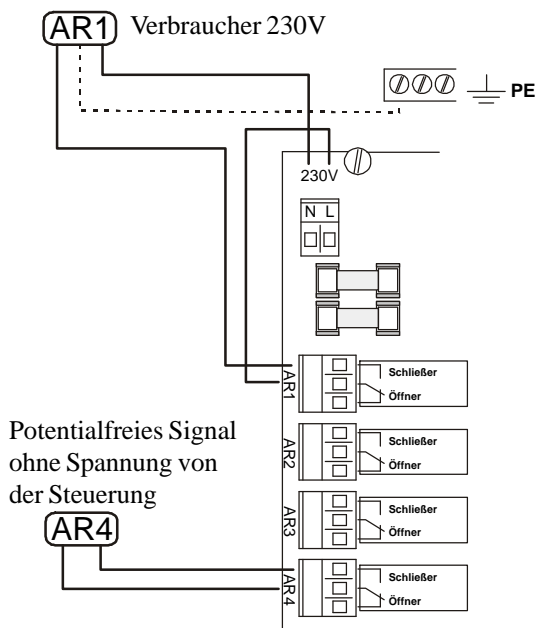 AR1 Verbraucher 230V
PE
230V
N L
AR1
Schließer
Öffner
AR2
Schließer
Öffner
AR3
Schließer
Öffner
AR4
Schließer
Öffner
Potentialfreies Signal
ohne Spannung von
der Steuerung
AR4